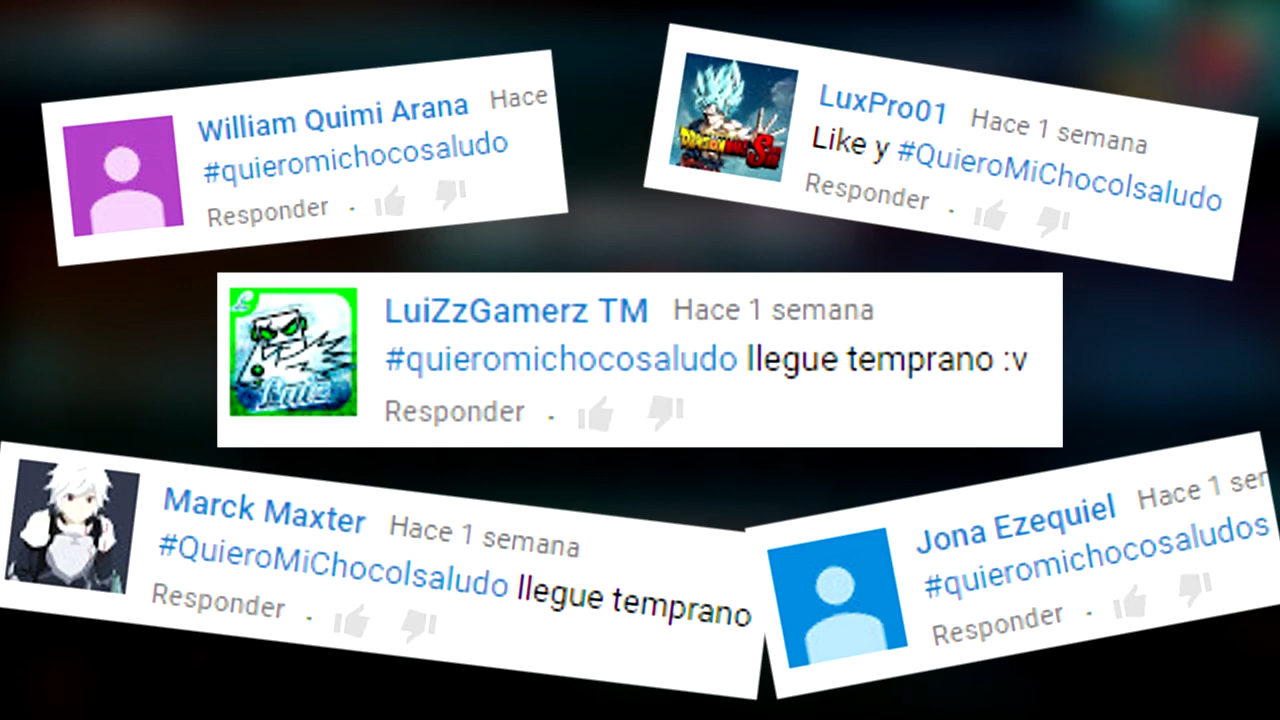 William Quimi Arana Hace
#quieromichocosaludo
Responder .
LuxPro01 Hace 1 semana
Like y #QuieroMiChocolsaludo
Responder .
LuiZzGamerz TM Hace 1 semana
#quieromichocosaludo llegue temprano :v
Responder .
Marck Maxter Hace 1 semana
#QuieroMiChocolsaludo llegue temprano
Responder .
Jona Ezequiel Hace 1 ser
#quieromichocosaludos
Responder .